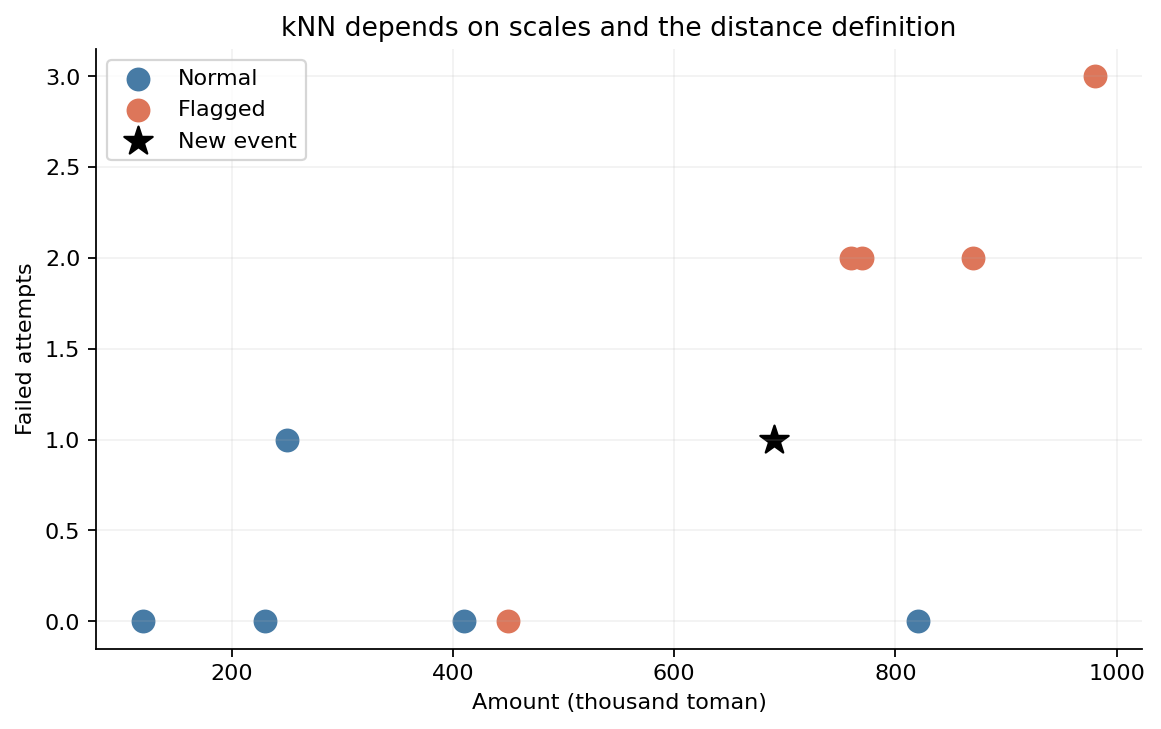 kNN depends on scales and the distance definition
Normal
Flagged
New event
Failed attempts
3.0
2.5
2.0
1.5
1.0
0.5
0.0
200
400
600
800
1000
Amount (thousand toman)